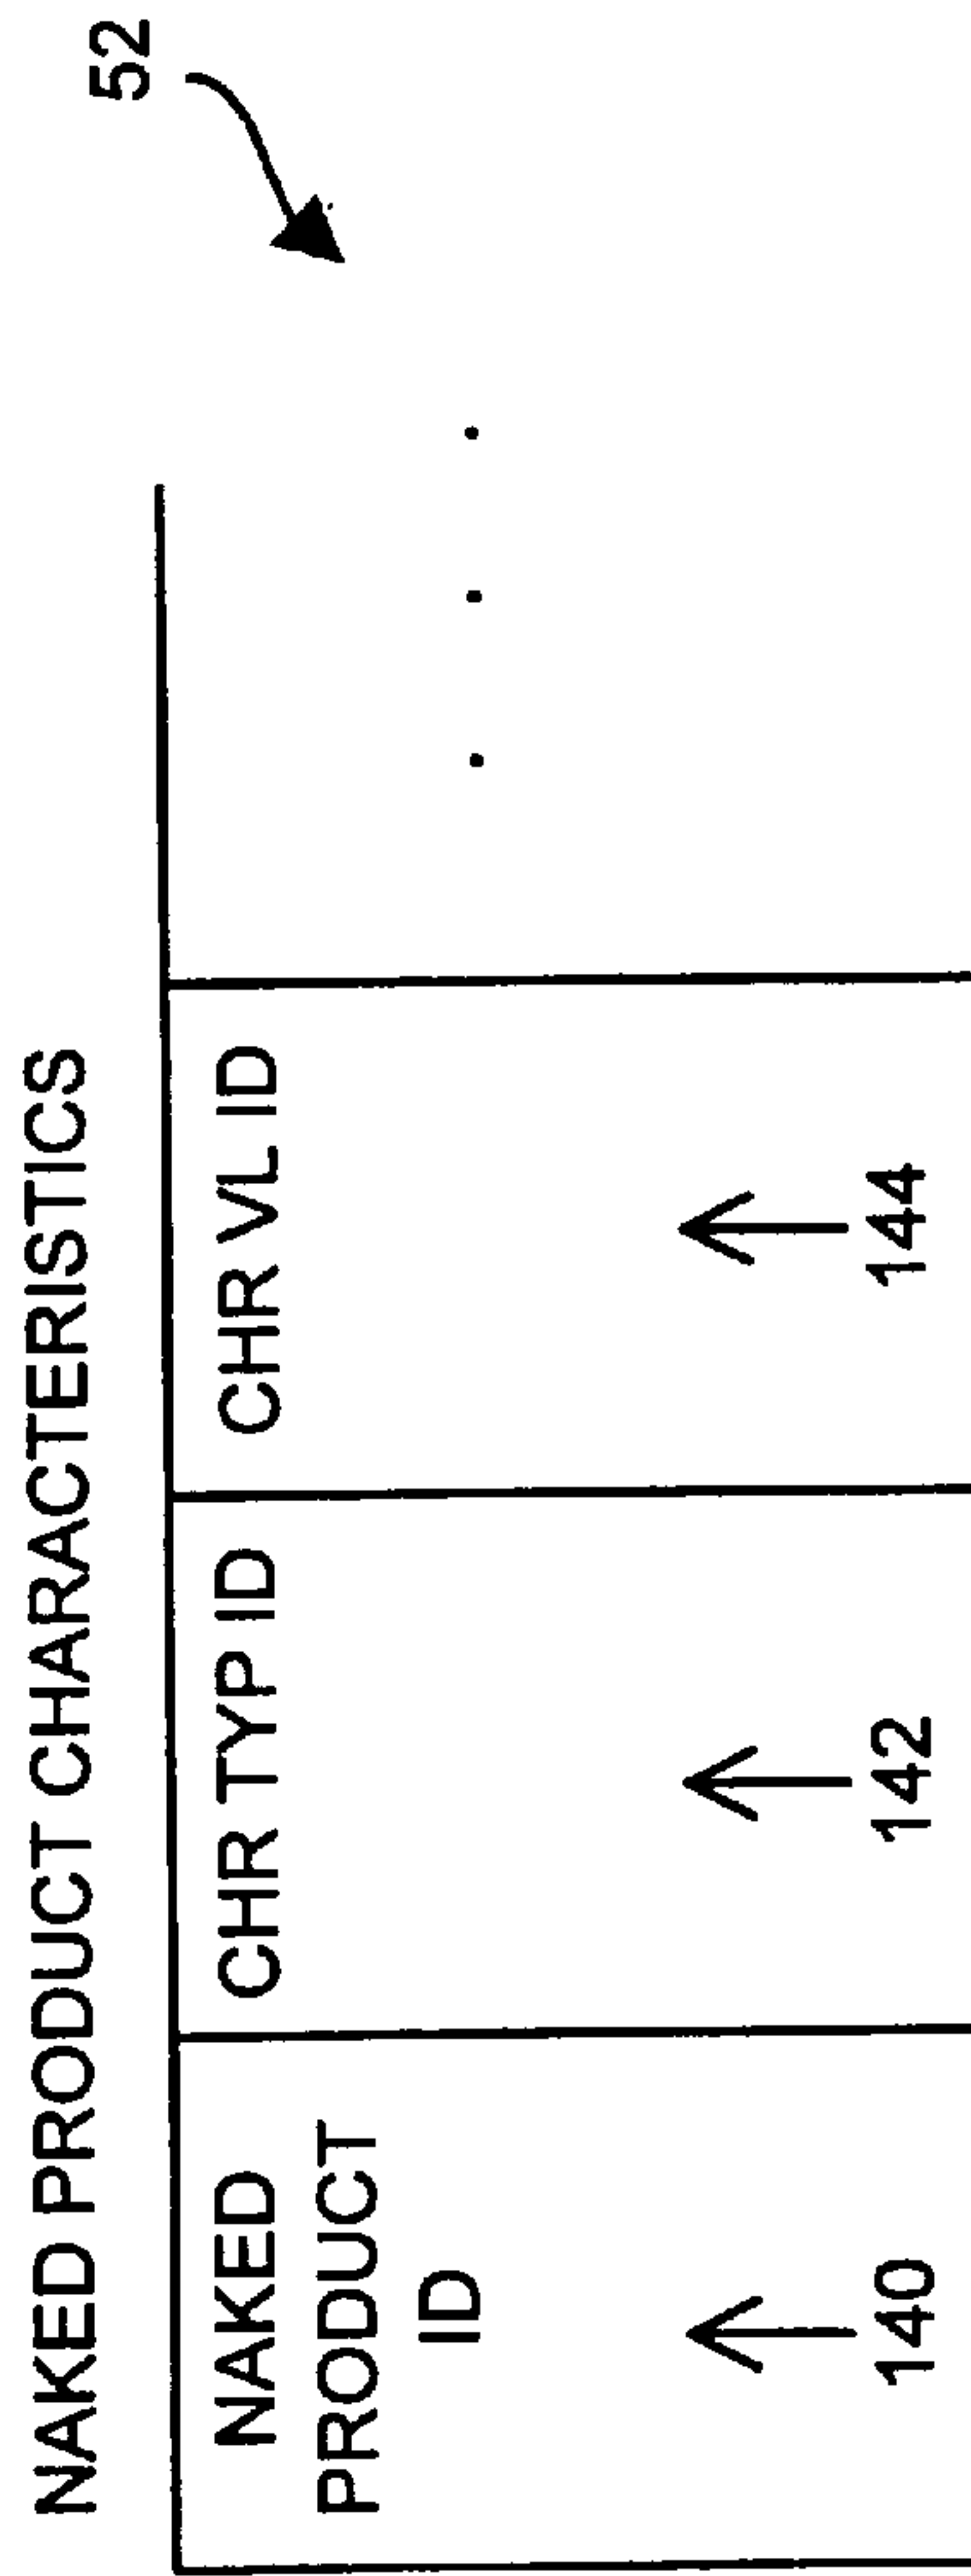 NAKED PRODUCT CHARACTERISTICS
52
NAKED
PRODUCT
ID
CHR TYP ID
CHR VL ID
140
142
144